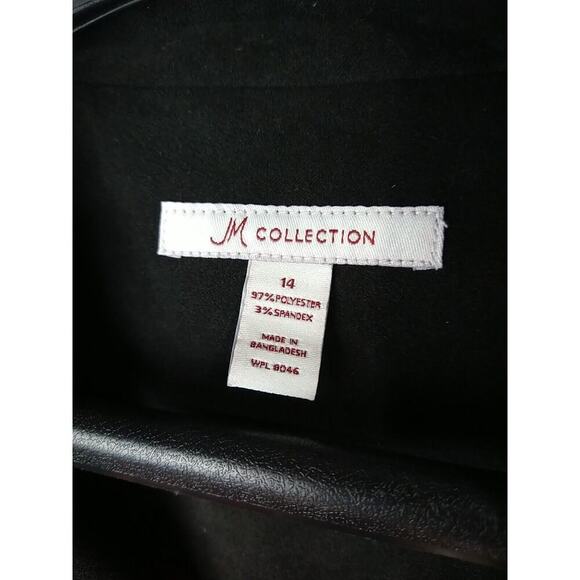 JM COLLECTION
14
97% POLYESTER
3% SPANDEX
MADE IN
BANGLADESH
WPL 8046